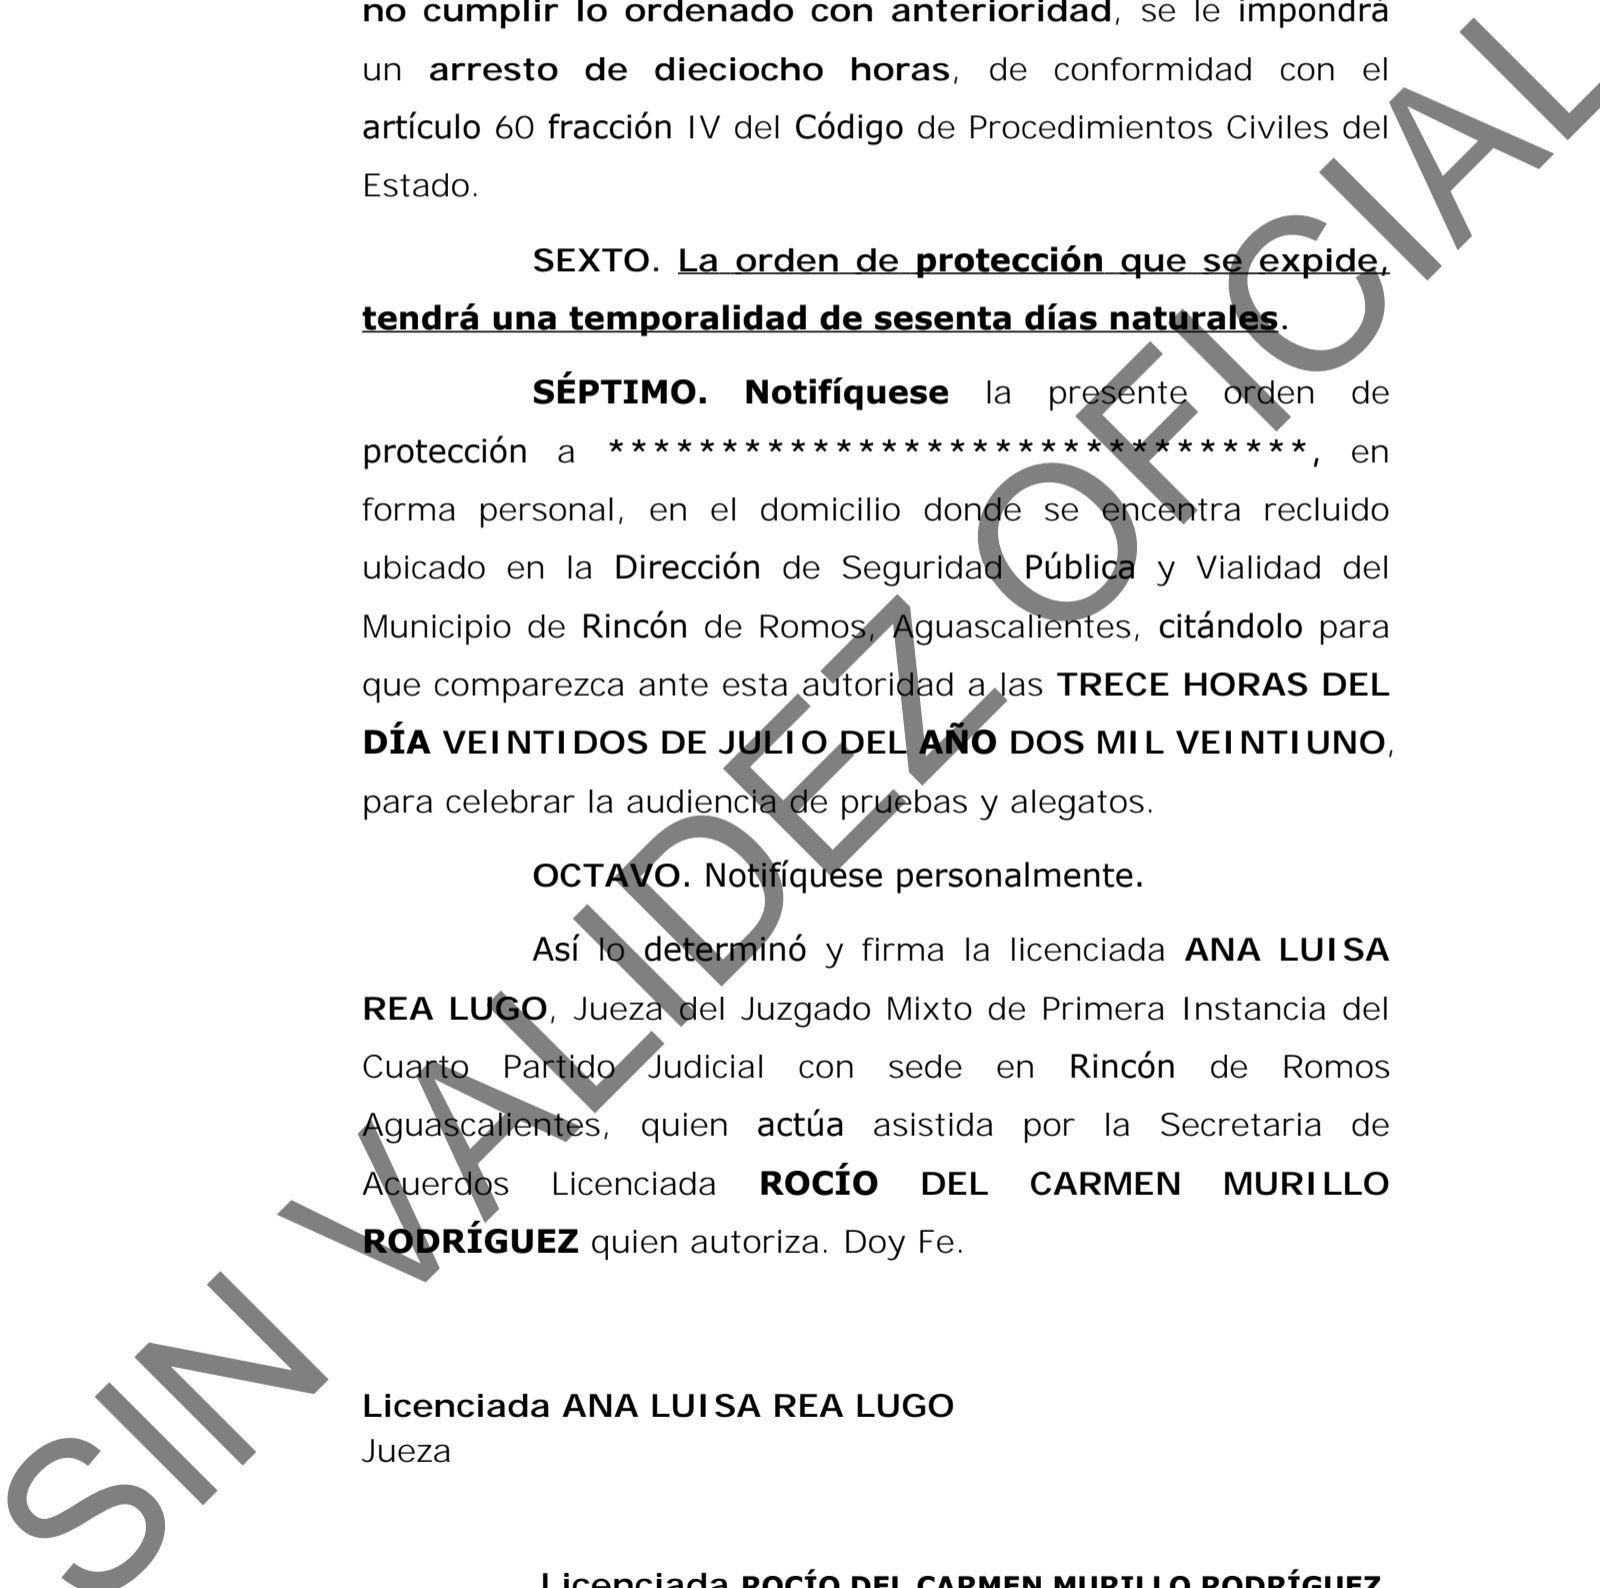 no cumplir lo ordenado con anterioridad, se le impondrá
un arresto de dieciocho horas, de conformidad con el
artículo 60 fracción IV del Código de Procedimientos Civiles del
Estado.
SEXTO. La orden de protección que se expide,
tendrá una temporalidad de sesenta días naturales.
SÉPTIMO. Notifíquese la presente orden de
protección a *******************************, en
forma personal, en el domicilio donde se encentra recluido
ubicado en la Dirección de Seguridad Pública y Vialidad del
Municipio de Rincón de Romos, Aguascalientes, citándolo para
que comparezca ante esta autoridad a las TRECE HORAS DEL
DÍA VEINTIDOS DE JULIO DEL AÑO DOS MIL VEINTIUNO,
para celebrar la audiencia de pruebas y alegatos.
OCTAVO. Notifíquese personalmente.
Así lo determinó y firma la licenciada ANA LUISA
REA LUGO, Jueza del Juzgado Mixto de Primera Instancia del
Cuarto Partido Judicial con sede en Rincón de Romos
Aguascalientes, quien actúa asistida por la Secretaria de
Acuerdos Licenciada ROCÍO DEL CARMEN MURILLO
RODRÍGUEZ quien autoriza. Doy Fe.
Licenciada ANA LUISA REA LUGO
Jueza
Licenciada ROCÍO DEL CARMEN MURILLO RODRÍGUEZ
SIN VALIDEZ OFICIAL